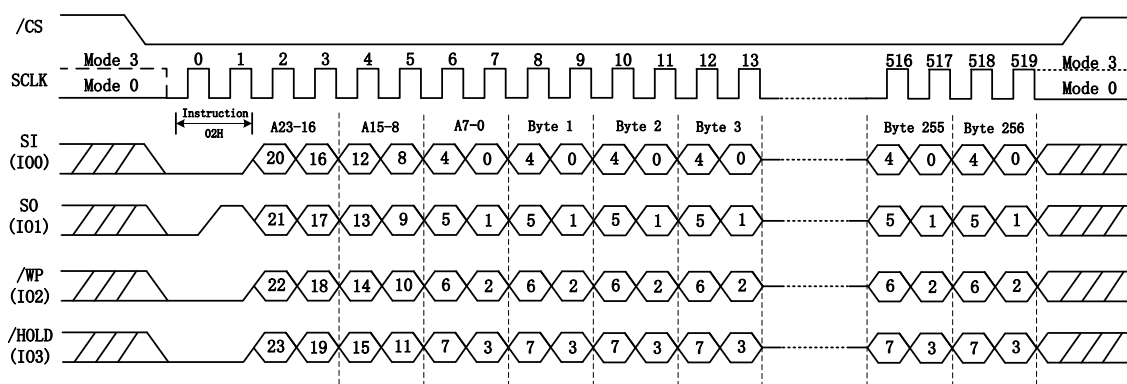 /CS
Mode 3 0 1 2 3 4 5 6 7 8 9 10 11 12 13 516 517 518 519 Mode 3
SCLK Mode 0 Mode 0
Instruction
02H
A23-16 A15-8 A7-0 Byte 1 Byte 2 Byte 3 Byte 255 Byte 256
SI
(IO0) 20 16 12 8 4 0 4 0 4 0 4 0 4 0 4 0
SO
(IO1) 21 17 13 9 5 1 5 1 5 1 5 1 5 1 5 1
/WP
(IO2) 22 18 14 10 6 2 6 2 6 2 6 2 6 2 6 2
/HOLD
(IO3) 23 19 15 11 7 3 7 3 7 3 7 3 7 3 7 3